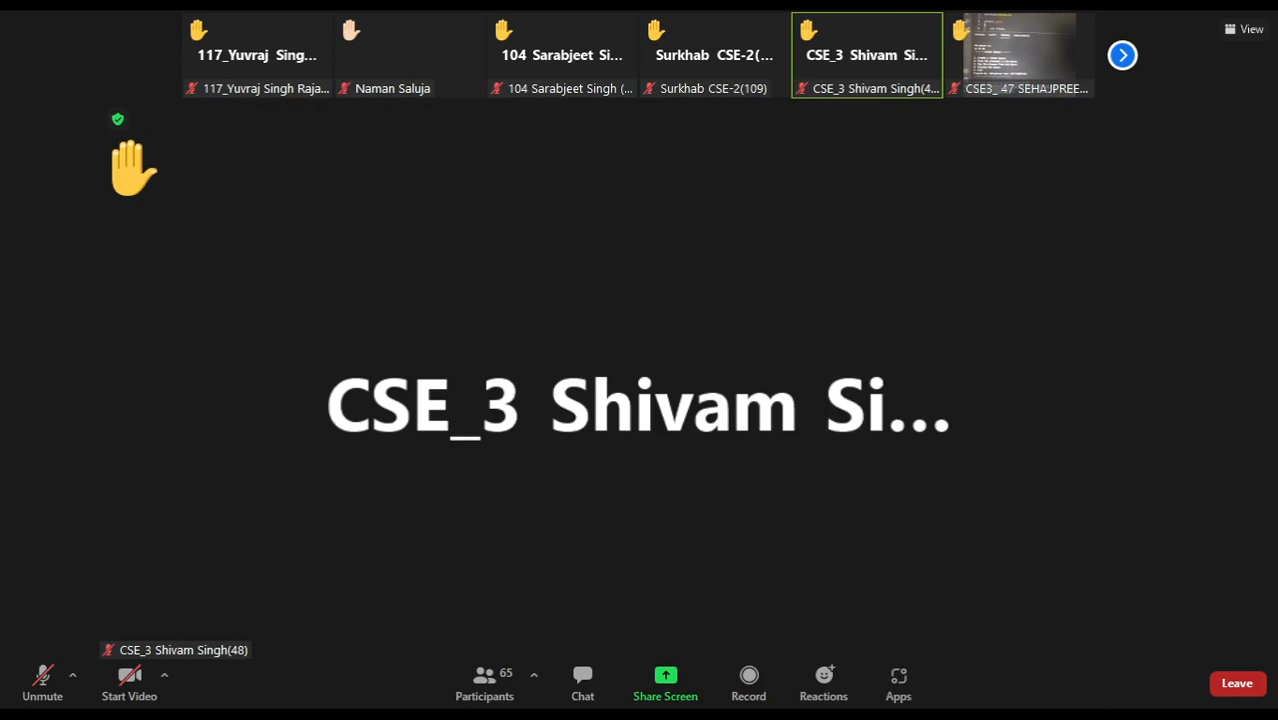 View
117_Yuvraj Sing...
104 Sarabjeet Si...
Surkhab CSE-2(...
CSE_3 Shivam Si...
117_Yuvraj Singh Raja...
Naman Saluja
104 Sarabjeet Singh (...
Surkhab CSE-2(109)
CSE_3 Shivam Singh(4...
CSE3_ 47 SEHAJPREE...
CSE_3 Shivam Si...
CSE_3 Shivam Singh(48)
65
Unmute
Start Video
Participants
Chat
Share Screen
Record
Reactions
Apps
Leave